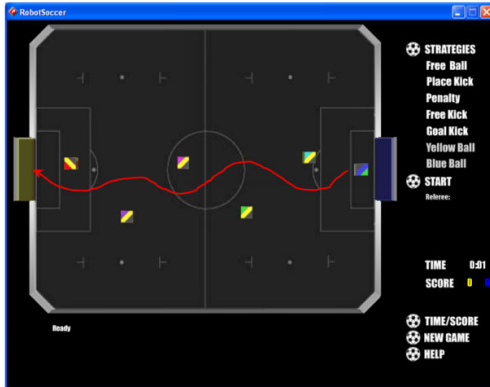 RobotSoccer
STRATEGIES
Free Ball
Place Kick
Penalty
Free Kick
Goal Kick
Yellow Ball
Blue Ball
START
Referee:
TIME 0:01
SCORE 0 0
TIME/SCORE
NEW GAME
HELP
Ready